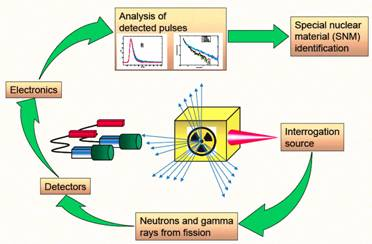 Analysis of
detected pulses
Special nuclear
material (SNM)
identification
Electronics
Interrogation
source
Detectors
Neutrons and gamma
rays from fission